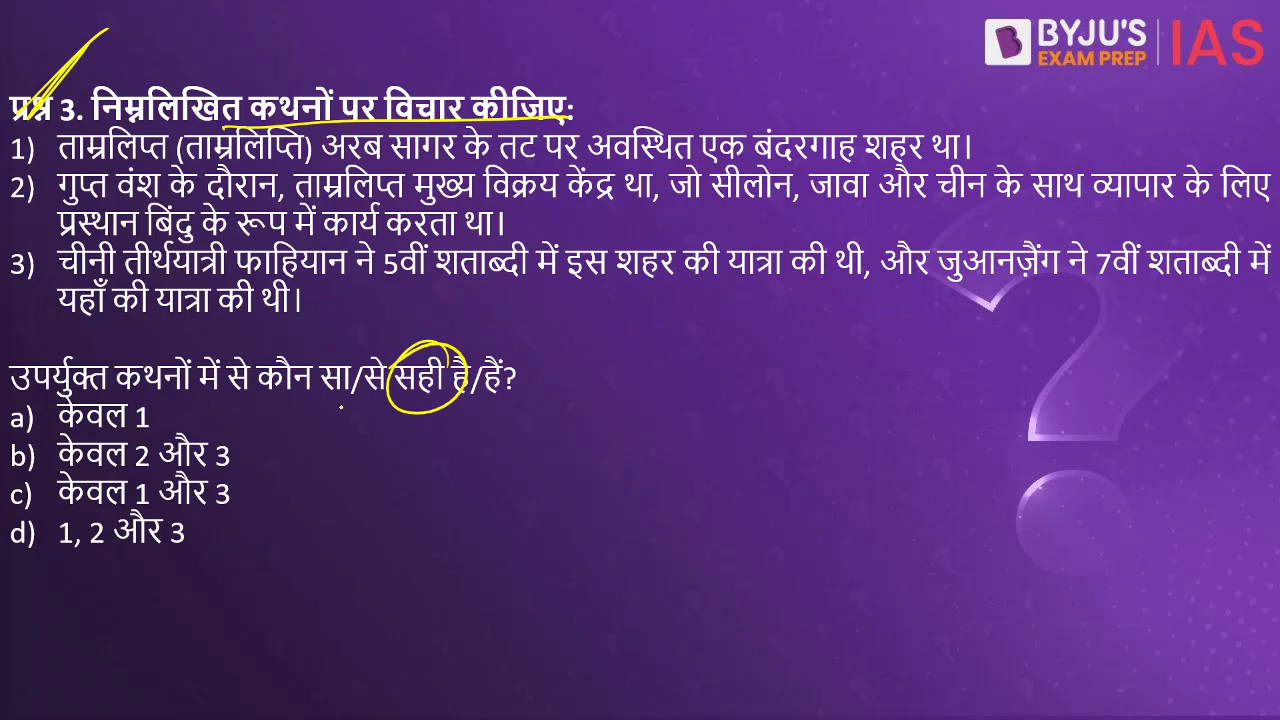 BYJU'S
EXAM PREP
IAS
प्रश्न 3. निम्नलिखित कथनों पर विचार कीजिए:
1) ताम्रलिप्त (ताम्रलिप्ति) अरब सागर के तट पर अवस्थित एक बंदरगाह शहर था।
2) गुप्त वंश के दौरान, ताम्रलिप्त मुख्य विक्रय केंद्र था, जो सीलोन, जावा और चीन के साथ व्यापार के लिए
प्रस्थान बिंदु के रूप में कार्य करता था।
3) चीनी तीर्थयात्री फाहियान ने 5वीं शताब्दी में इस शहर की यात्रा की थी, और जुआनज़ैंग ने 7वीं शताब्दी में
यहाँ की यात्रा की थी।
उपर्युक्त कथनों में से कौन सा/से सही है/हैं?
a) केवल 1
b) केवल 2 और 3
c) केवल 1 और 3
d) 1, 2 और 3